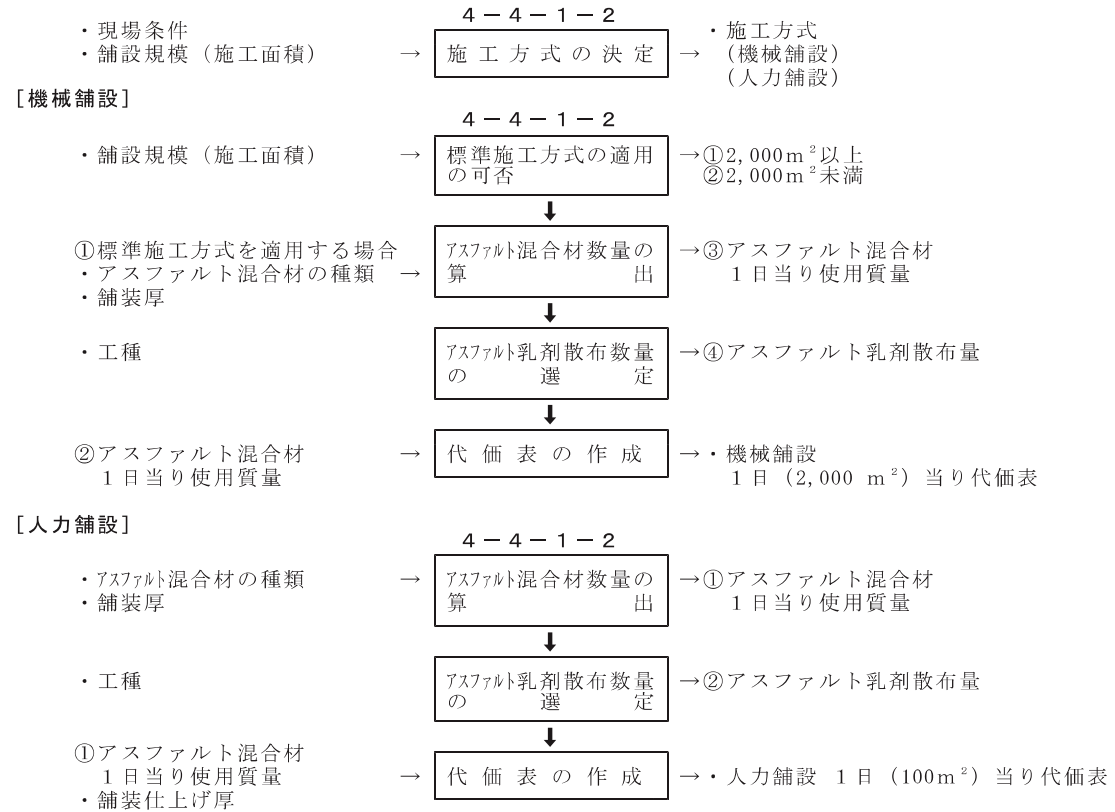 ４－４－１－２
・現場条件
・舗設規模（施工面積）
→
施工方式の決定
→
・施工方式
（機械舗設）
（人力舗設）
［機械舗設］
４－４－１－２
・舗設規模（施工面積）
→
標準施工方式の適用
の可否
→①2,000m²以上
②2,000m²未満
⬇
①標準施工方式を適用する場合
・アスファルト混合材の種類 →
・舗装厚
ｱｽﾌｧﾙﾄ混合材数量の
算出
→③アスファルト混合材
１日当り使用質量
⬇
・工種
ｱｽﾌｧﾙﾄ乳剤散布数量
の選定
→④アスファルト乳剤散布量
⬇
②アスファルト混合材
１日当り使用質量
→
代価表の作成
→・機械舗設
１日（2,000 m²）当り代価表
［人力舗設］
４－４－１－２
・ｱｽﾌｧﾙﾄ混合材の種類
・舗装厚
→
ｱｽﾌｧﾙﾄ混合材数量の
算出
→①アスファルト混合材
１日当り使用質量
⬇
・工種
ｱｽﾌｧﾙﾄ乳剤散布数量
の選定
→②アスファルト乳剤散布量
⬇
①アスファルト混合材
１日当り使用質量
・舗装仕上げ厚
→
代価表の作成
→・人力舗設 １日（100m²）当り代価表